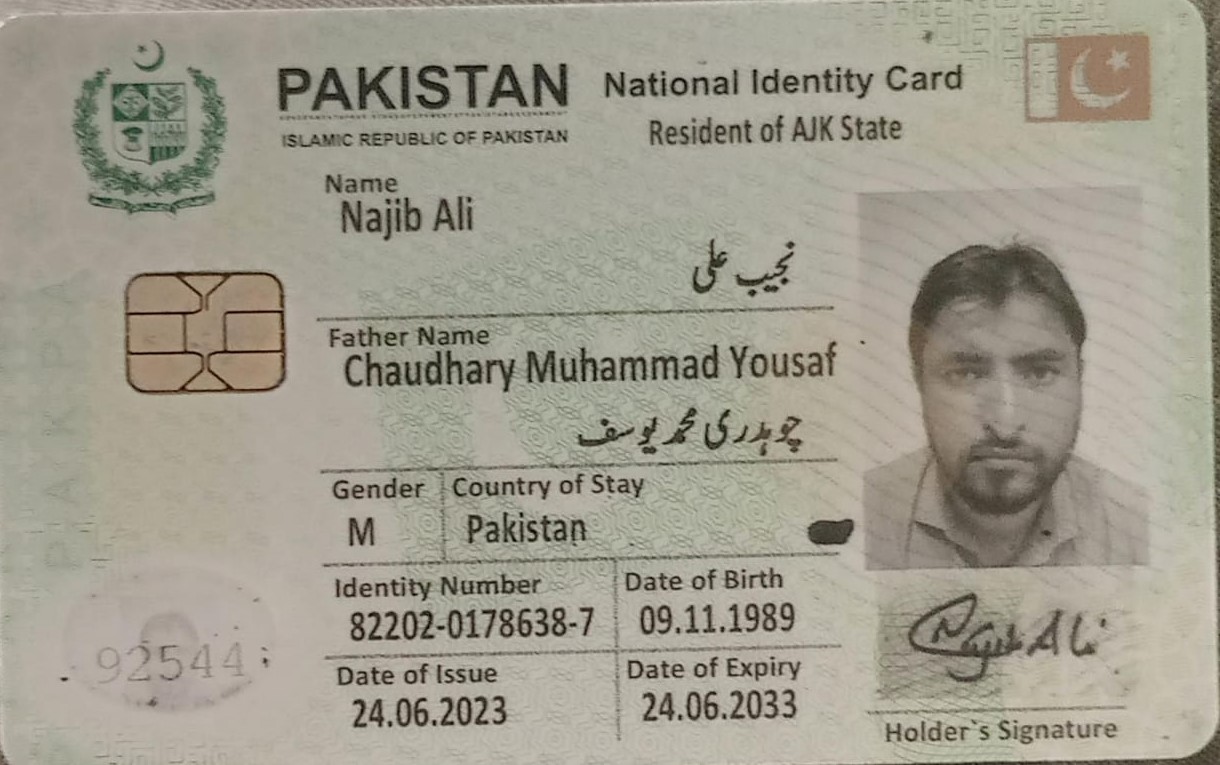 PAKISTAN National Identity Card
ISLAMIC REPUBLIC OF PAKISTAN Resident of AJK State
Name
Najib Ali
نجیب علی
Father Name
Chaudhary Muhammad Yousaf
چوہدری محمد یوسف
Gender Country of Stay
M Pakistan
Identity Number Date of Birth
82202-0178638-7 09.11.1989
Date of Issue Date of Expiry
24.06.2023 24.06.2033
92544
Najib Ali
Holder`s Signature